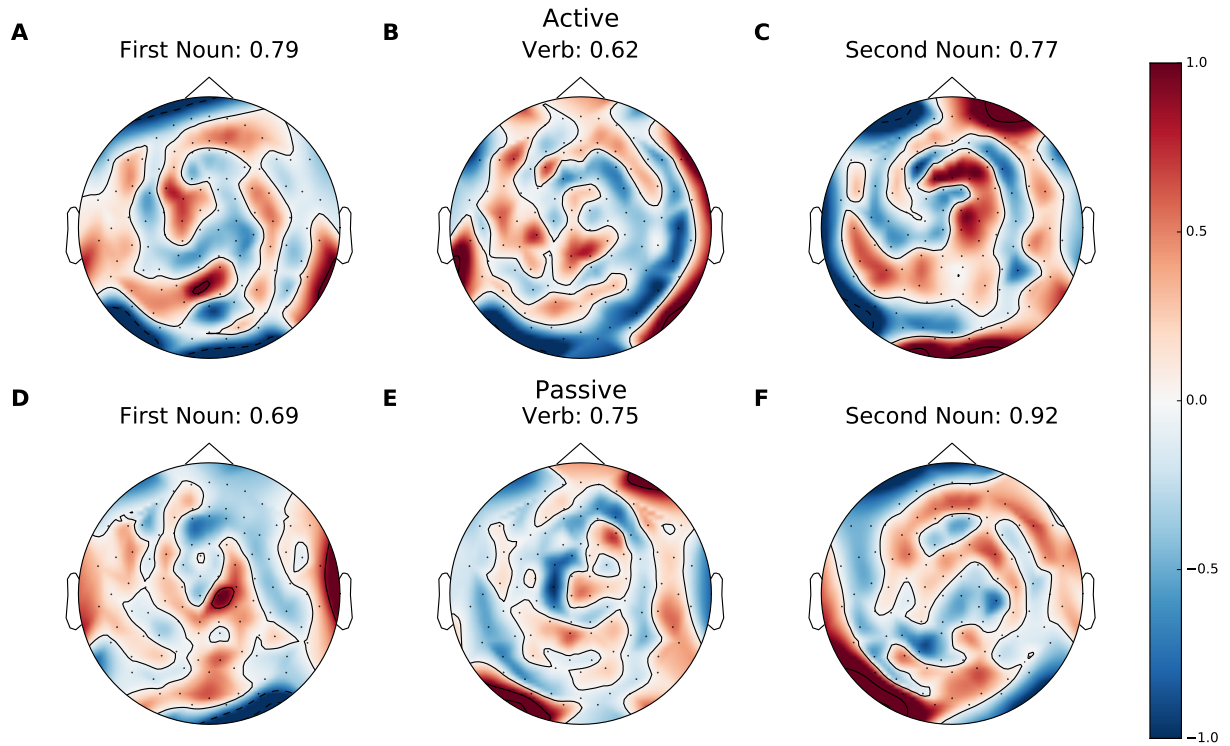 Active
A
First Noun: 0.79
B
Verb: 0.62
C
Second Noun: 0.77
Passive
D
First Noun: 0.69
E
Verb: 0.75
F
Second Noun: 0.92
1.0
0.5
0.0
−0.5
−1.0